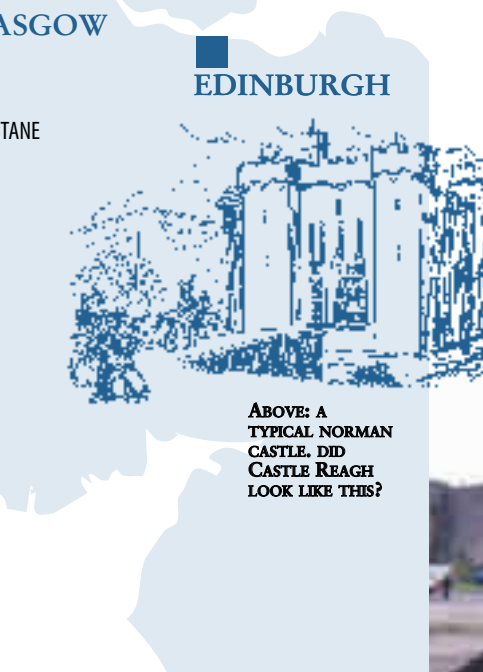 ASGOW
EDINBURGH
TANE
Above: a
typical norman
castle. did
Castle Reagh
look like this?